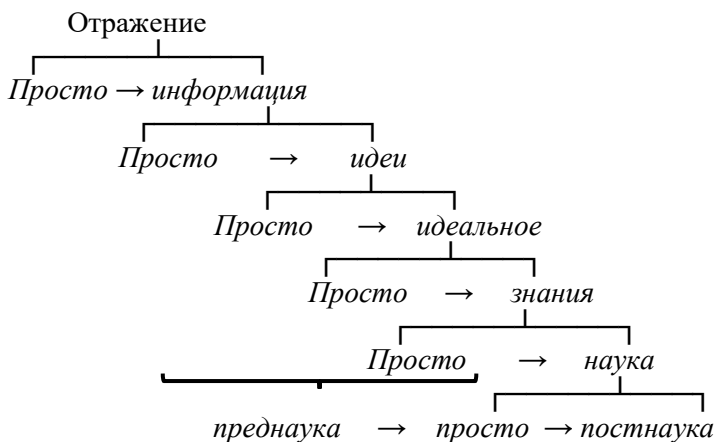 Отражение
Просто → информация
Просто → идеи
Просто → идеальное
Просто → знания
Просто → наука
преднаука → просто → постнаука